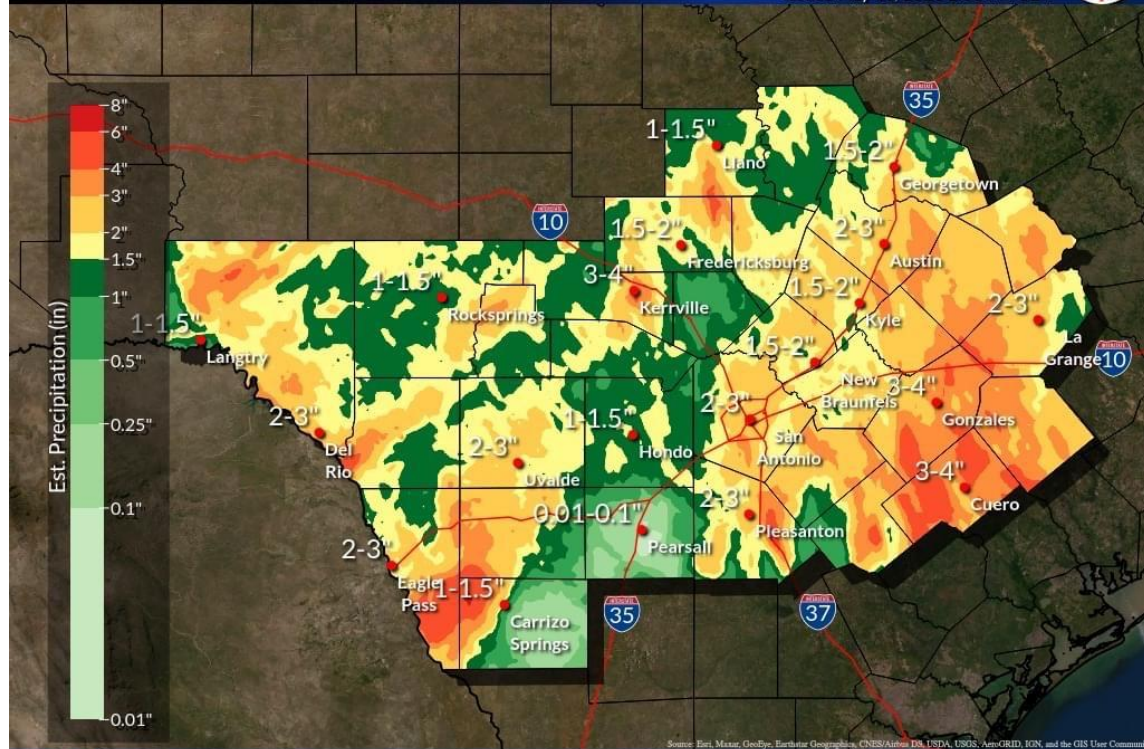 Est. Precipitation (in)
8"
6"
4"
3"
2"
1.5"
1"
0.5"
0.25"
0.1"
0.01"
INTERSTATE
35
1-1.5"
Llano
1.5-2"
Georgetown
INTERSTATE
10
1.5-2"
Fredericksburg
2-3"
Austin
1-1.5"
Rocksprings
3-4"
Kerrville
1.5-2"
Kyle
2-3"
La
Grange
1-1.5"
Langtry
1.5-2"
New
Braunfels
INTERSTATE
10
3-4"
Gonzales
2-3"
Del
Rio
2-3"
Uvalde
1-1.5"
Hondo
2-3"
San
Antonio
3-4"
Cuero
0.01-0.1"
Pearsall
2-3"
Pleasanton
2-3"
Eagle
Pass
1-1.5"
Carrizo
Springs
INTERSTATE
35
INTERSTATE
37
Source: Esri, Maxar, GeoEye, Earthstar Geographics, CNES/Airbus DS, USDA, USGS, AeroGRID, IGN, and the GIS User Commun